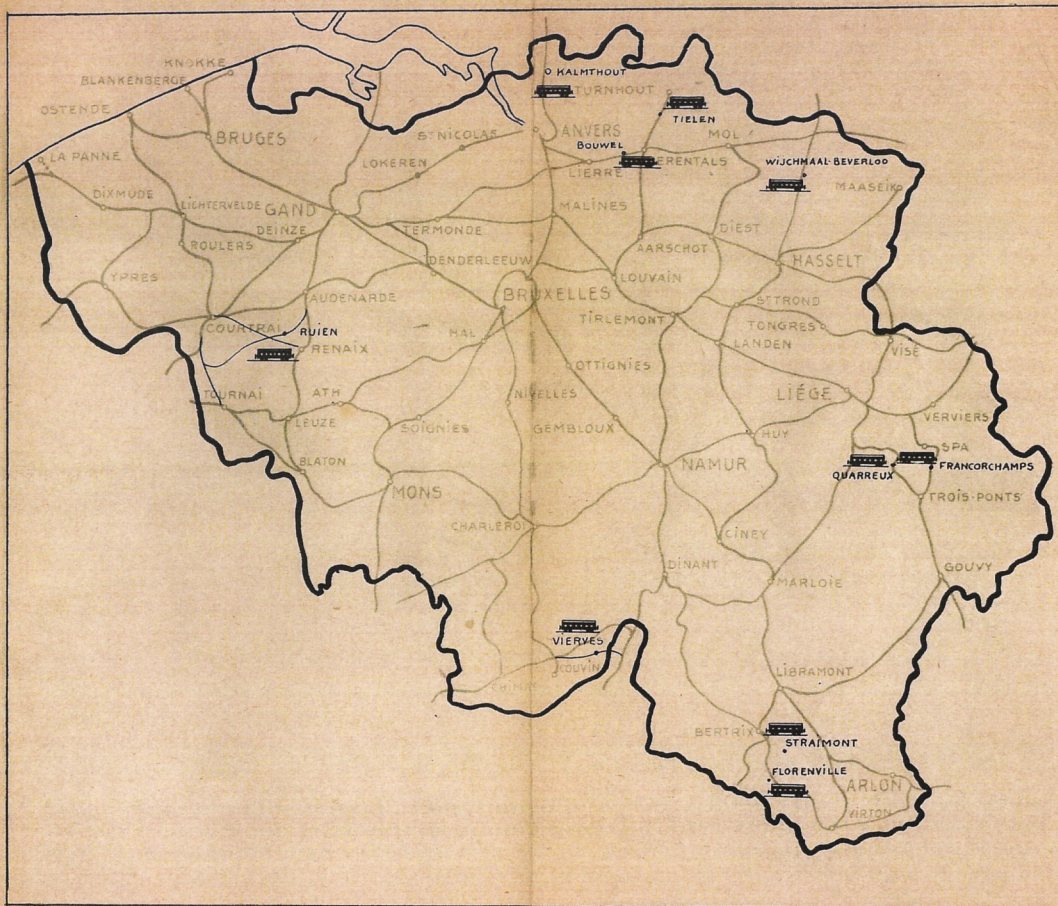 KNOKKE
BLANKENBERGE
OSTENDE
BRUGES
LA PANNE
DIXMUDE
LICHTERVELDE
GAND
DEINZE
ROULERS
YPRES
COURTRAI
AUDENARDE
RUIEN
RENAIX
TOURNAI
ATH
LEUZE
BLATON
SOIGNIES
MONS
HAL
ST NICOLAS
LOKEREN
TERMONDE
DENDERLEEUW
BRUXELLES
KALMTHOUT
TURNHOUT
TIELEN
ANVERS
BOUWEL
LIERRE
ERENTALS
MOL
WIJCHMAAL-BEVERLOO
MAASEIK
MALINES
AARSCHOT
DIEST
HASSELT
LOUVAIN
ST TROND
TIRLEMONT
TONGRES
LANDEN
VISÉ
OTTIGNIES
NIVELLES
GEMBLOUX
LIÉGE
VERVIERS
HUY
SPA
NAMUR
QUARREUX
FRANCORCHAMPS
TROIS-PONTS
CHARLEROI
CINEY
DINANT
MARLOIE
GOUVY
VIERVES
COUVIN
CHIMAY
LIBRAMONT
BERTRIX
STRAIMONT
FLORENVILLE
ARLON
VIRTON